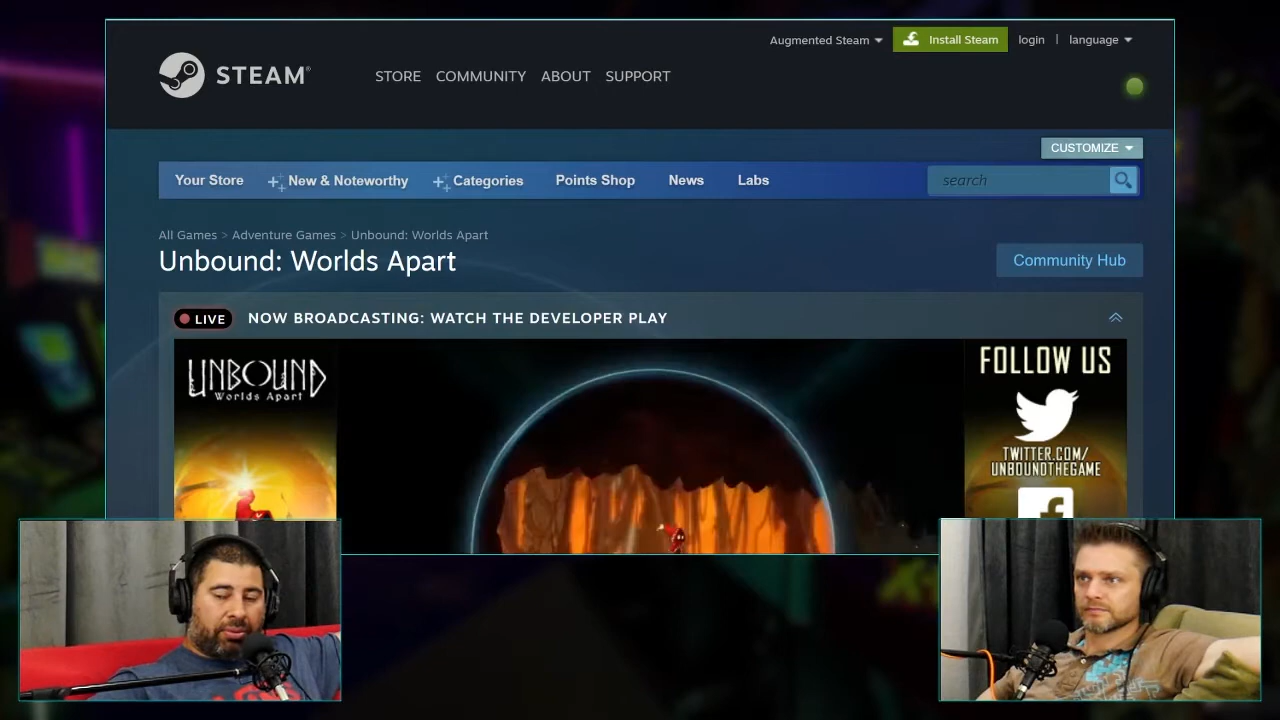 Augmented Steam
Install Steam
login
|
language
STEAM®
STORE
COMMUNITY
ABOUT
SUPPORT
CUSTOMIZE
Your Store
New & Noteworthy
Categories
Points Shop
News
Labs
search
All Games > Adventure Games > Unbound: Worlds Apart
Unbound: Worlds Apart
Community Hub
LIVE
NOW BROADCASTING: WATCH THE DEVELOPER PLAY
UNBOUND
Worlds Apart
FOLLOW US
TWITTER.COM/
UNBOUNDTHEGAME